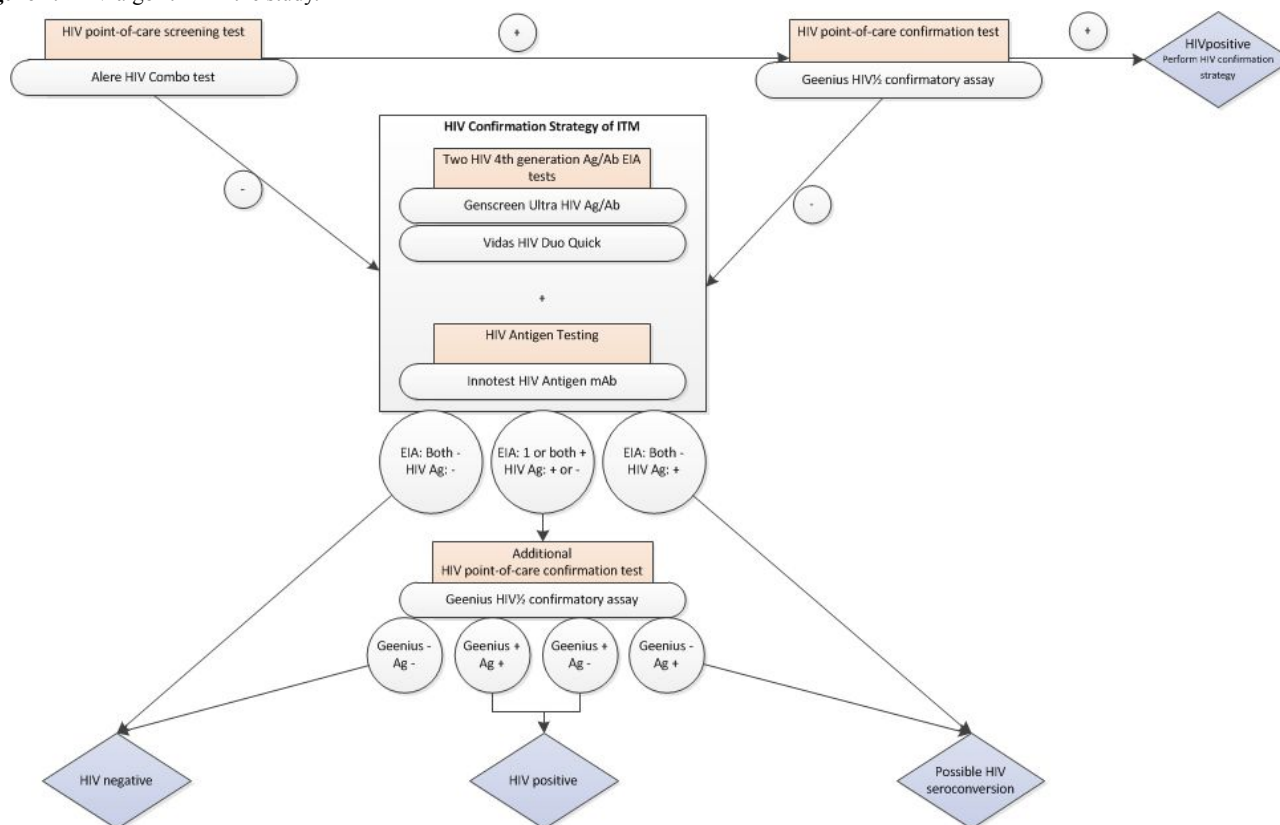 HIV point-of-care screening test
Alere HIV Combo test
+
HIV point-of-care confirmation test
Geenius HIV½ confirmatory assay
+
HIVpositive
Perform HIV confirmation
strategy
-
-
HIV Confirmation Strategy of ITM
Two HIV 4th generation Ag/Ab EIA
tests
Genscreen Ultra HIV Ag/Ab
Vidas HIV Duo Quick
+
HIV Antigen Testing
Innotest HIV Antigen mAb
EIA: Both -
HIV Ag: -
EIA: 1 or both +
HIV Ag: + or -
EIA: Both -
HIV Ag: +
Additional
HIV point-of-care confirmation test
Geenius HIV½ confirmatory assay
Geenius -
Ag -
Geenius +
Ag +
Geenius +
Ag -
Geenius -
Ag +
HIV negative
HIV positive
Possible HIV
seroconversion